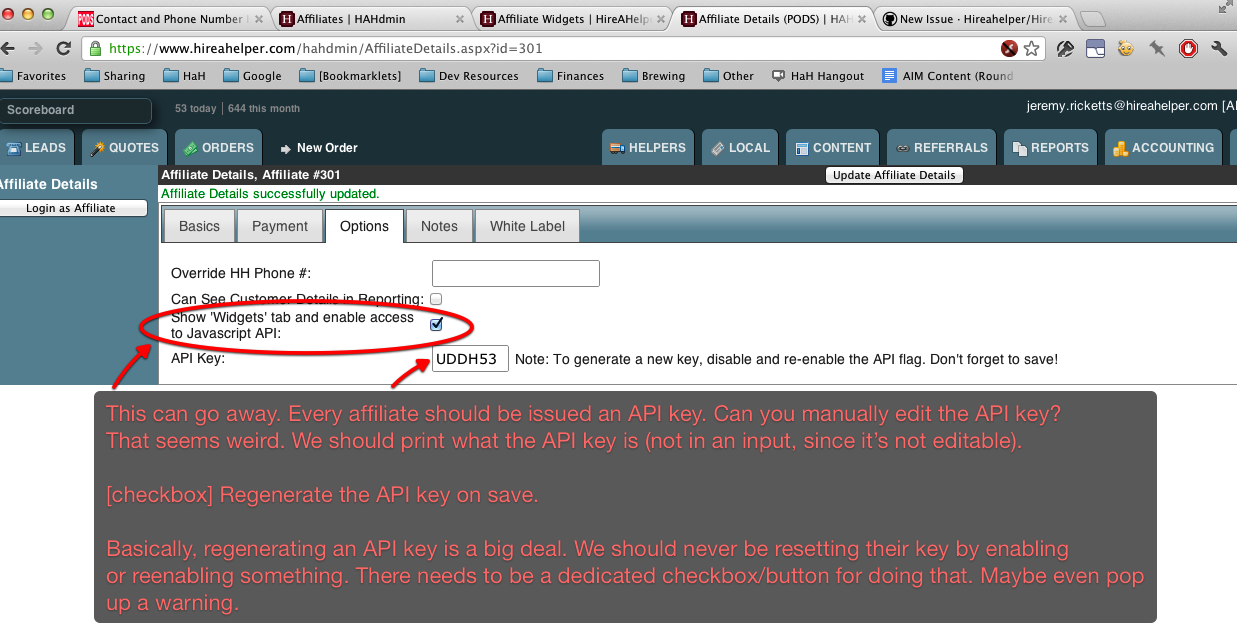 PODS Contact and Phone Number
H Affiliates | HAHdmin
H Affiliate Widgets | HireAHelp
H Affiliate Details (PODS) | HA
New Issue · Hireahelper/Hire
https://www.hireahelper.com/hahdmin/AffiliateDetails.aspx?id=301
Favorites Sharing HaH Google [Bookmarklets] Dev Resources Finances Brewing Other HaH Hangout AIM Content (Round
Scoreboard 53 today | 644 this month jeremy.ricketts@hireahelper.com [A
LEADS QUOTES ORDERS New Order HELPERS LOCAL CONTENT REFERRALS REPORTS ACCOUNTING
Affiliate Details
Login as Affiliate
Affiliate Details, Affiliate #301 Update Affiliate Details
Affiliate Details successfully updated.
Basics Payment Options Notes White Label
Override HH Phone #:
Can See Customer Details in Reporting:
Show 'Widgets' tab and enable access
to Javascript API:
API Key: UDDH53 Note: To generate a new key, disable and re-enable the API flag. Don't forget to save!
This can go away. Every affiliate should be issued an API key. Can you manually edit the API key?
That seems weird. We should print what the API key is (not in an input, since it's not editable).
[checkbox] Regenerate the API key on save.
Basically, regenerating an API key is a big deal. We should never be resetting their key by enabling
or reenabling something. There needs to be a dedicated checkbox/button for doing that. Maybe even pop
up a warning.